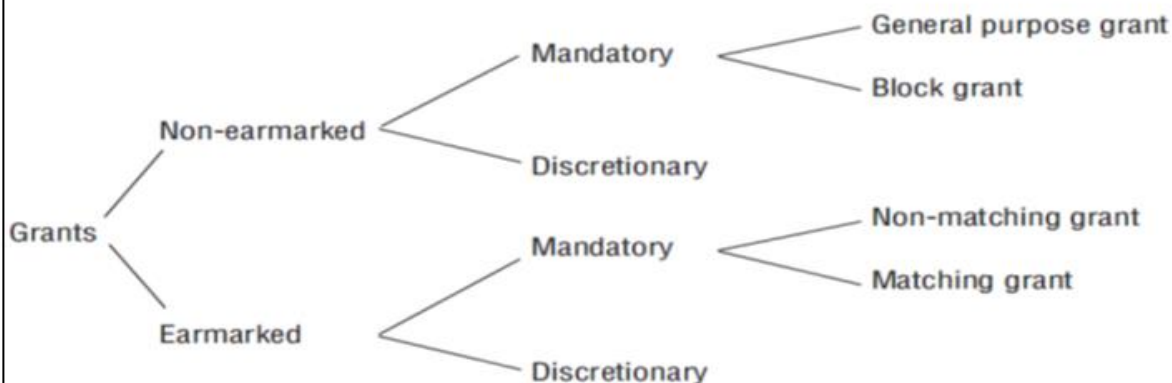 General purpose grant
Mandatory
Block grant
Non-earmarked
Discretionary
Grants
Non-matching grant
Mandatory
Matching grant
Earmarked
Discretionary